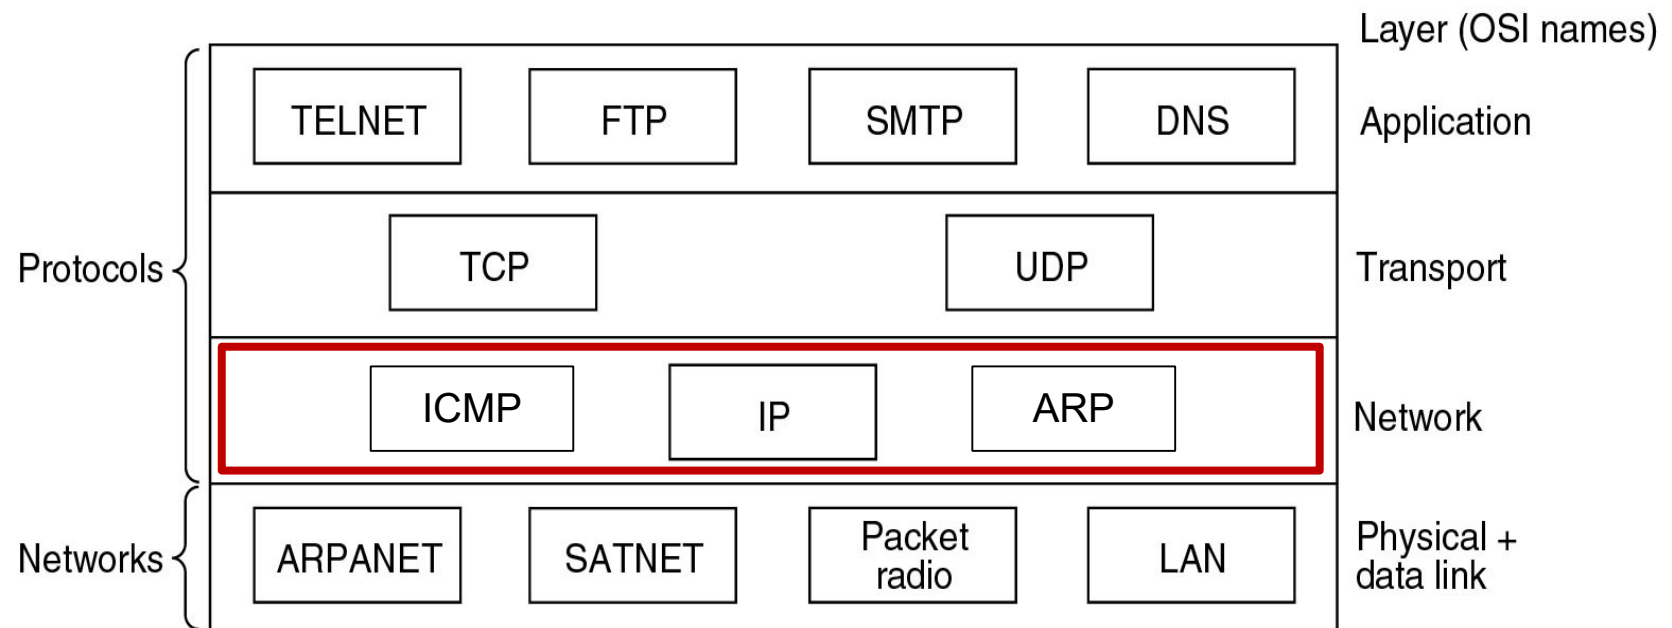 Layer (OSI names)
TELNET FTP SMTP DNS Application
Protocols TCP UDP Transport
ICMP IP ARP Network
Networks ARPANET SATNET Packet
radio LAN Physical +
data link